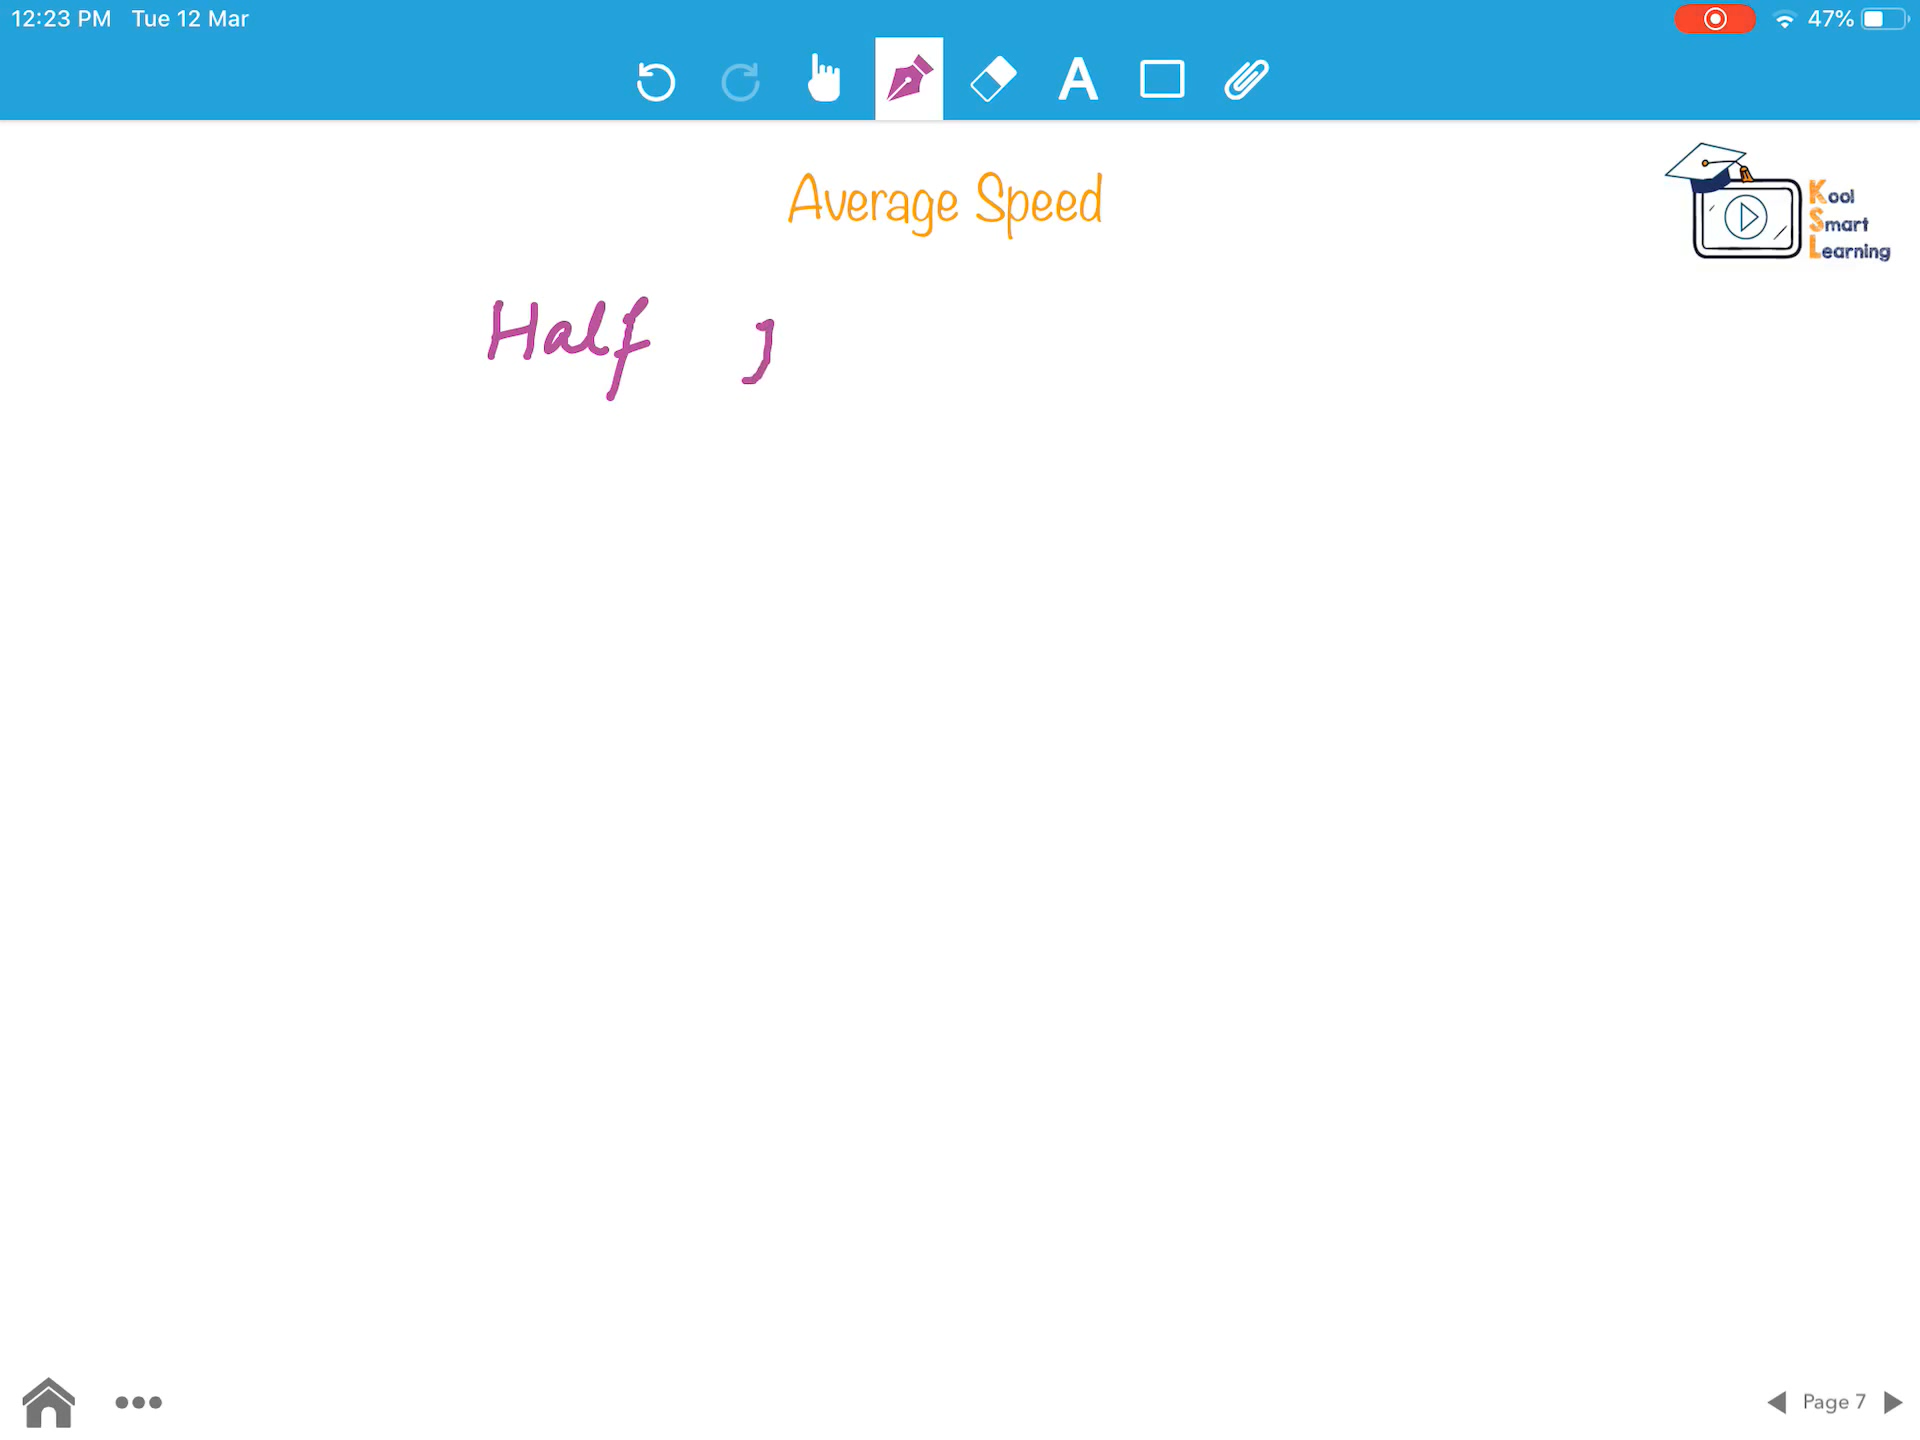 12:23 PM Tue 12 Mar 47%
A
Average Speed
Kool
Smart
Learning
Half j
Page 7